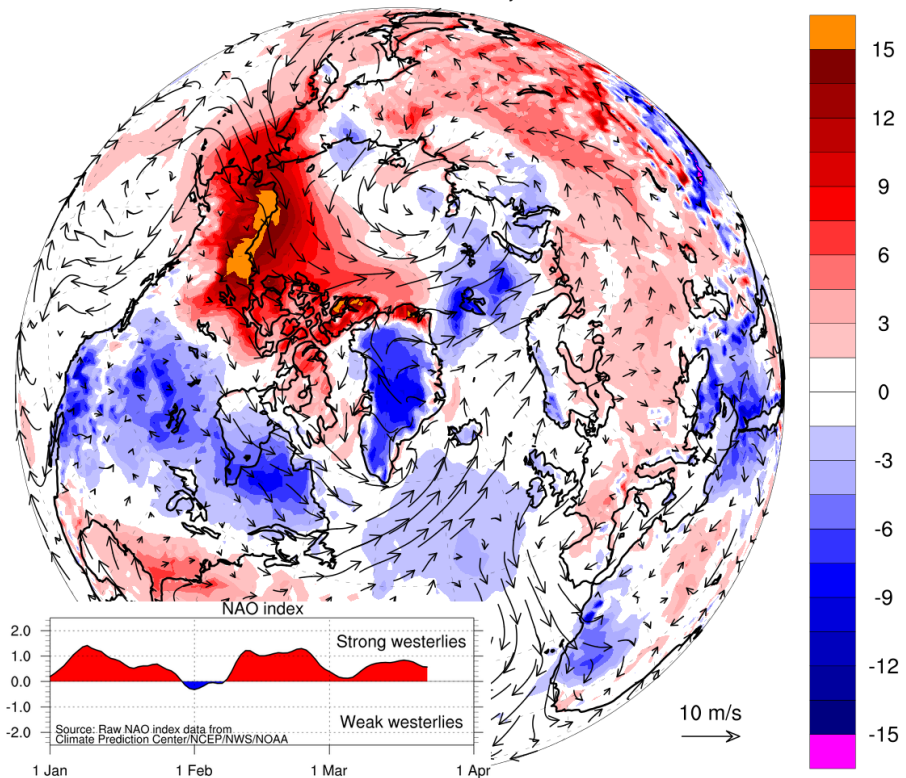 15
12
9
6
3
0
-3
-6
-9
-12
-15
10 m/s
NAO index
2.0
1.0
0.0
-1.0
-2.0
Strong westerlies
Weak westerlies
Source: Raw NAO index data from
Climate Prediction Center/NCEP/NWS/NOAA
1 Jan
1 Feb
1 Mar
1 Apr